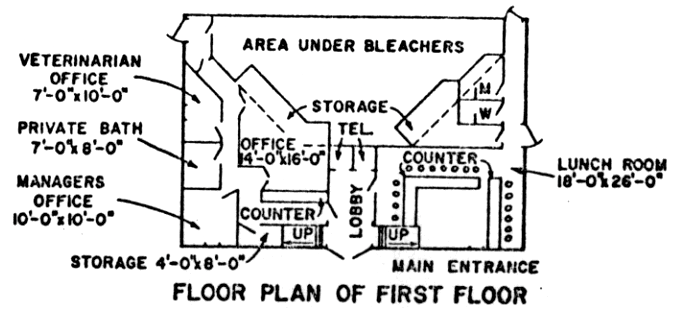 AREA UNDER BLEACHERS
VETERINARIAN
OFFICE
7'-0"x10'-0"
STORAGE
M
W
PRIVATE BATH
7'-0"x8'-0"
TEL.
OFFICE
14'-0"x16'-0"
COUNTER
LUNCH ROOM
18'-0"x26'-0"
MANAGERS
OFFICE
10'-0"x10'-0"
COUNTER
LOBBY
UP
UP
STORAGE 4'-0"x8'-0"
MAIN ENTRANCE
FLOOR PLAN OF FIRST FLOOR